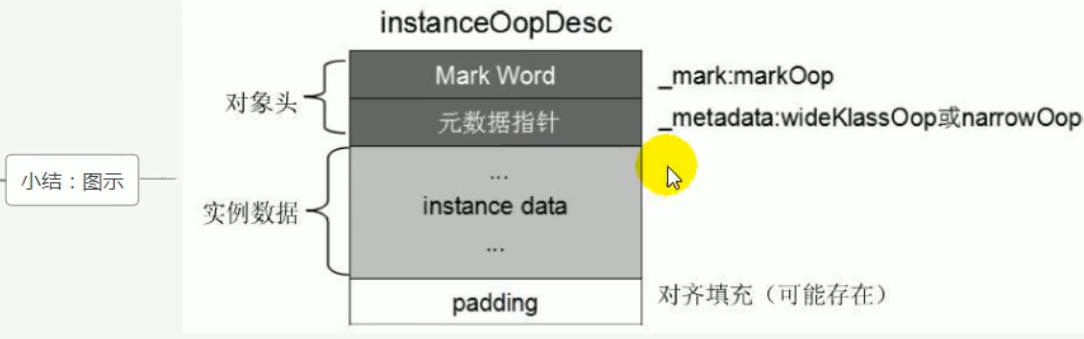 instanceOopDesc
对象头
Mark Word
_mark:markOop
元数据指针
_metadata:wideKlassOop或narrowOop
小结：图示
实例数据
...
instance data
...
padding
对齐填充（可能存在）